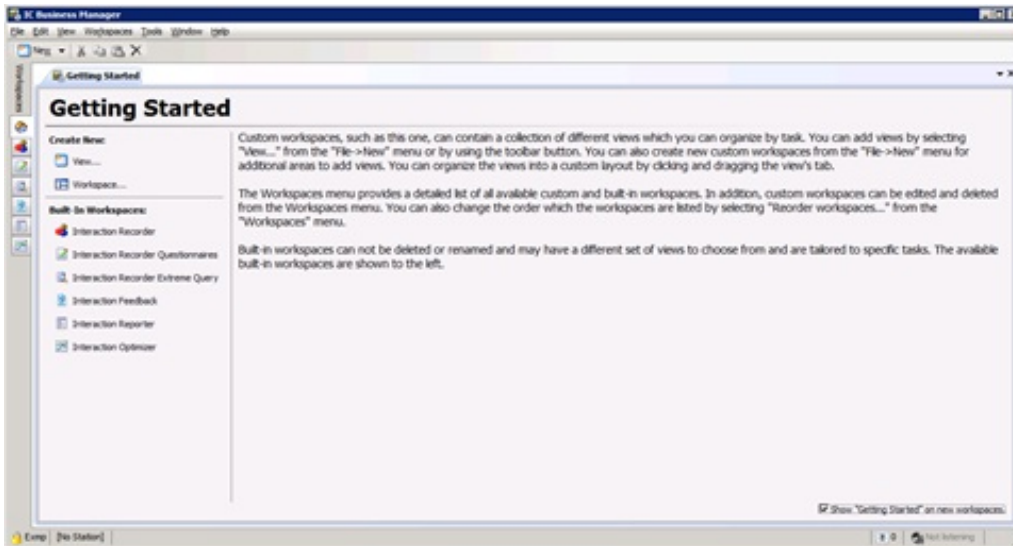 IC Business Manager
File Edit View Workspaces Tools Window Help
New
Workspaces
Getting Started
Getting Started
Create New:
View...
Workspace...
Built-In Workspaces:
Interaction Recorder
Interaction Recorder Questionnaires
Interaction Recorder Extreme Query
Interaction Feedback
Interaction Reporter
Interaction Optimizer
Custom workspaces, such as this one, can contain a collection of different views which you can organize by task. You can add views by selecting
"View..." from the "File->New" menu or by using the toolbar button. You can also create new custom workspaces from the "File->New" menu for
additional areas to add views. You can organize the views into a custom layout by clicking and dragging the view's tab.
The Workspaces menu provides a detailed list of all available custom and built-in workspaces. In addition, custom workspaces can be edited and deleted
from the Workspaces menu. You can also change the order which the workspaces are listed by selecting "Reorder workspaces..." from the
"Workspaces" menu.
Built-in workspaces can not be deleted or renamed and may have a different set of views to choose from and are tailored to specific tasks. The available
built-in workspaces are shown to the left.
Show "Getting Started" on new workspaces.
[No Station]
0
Not listening